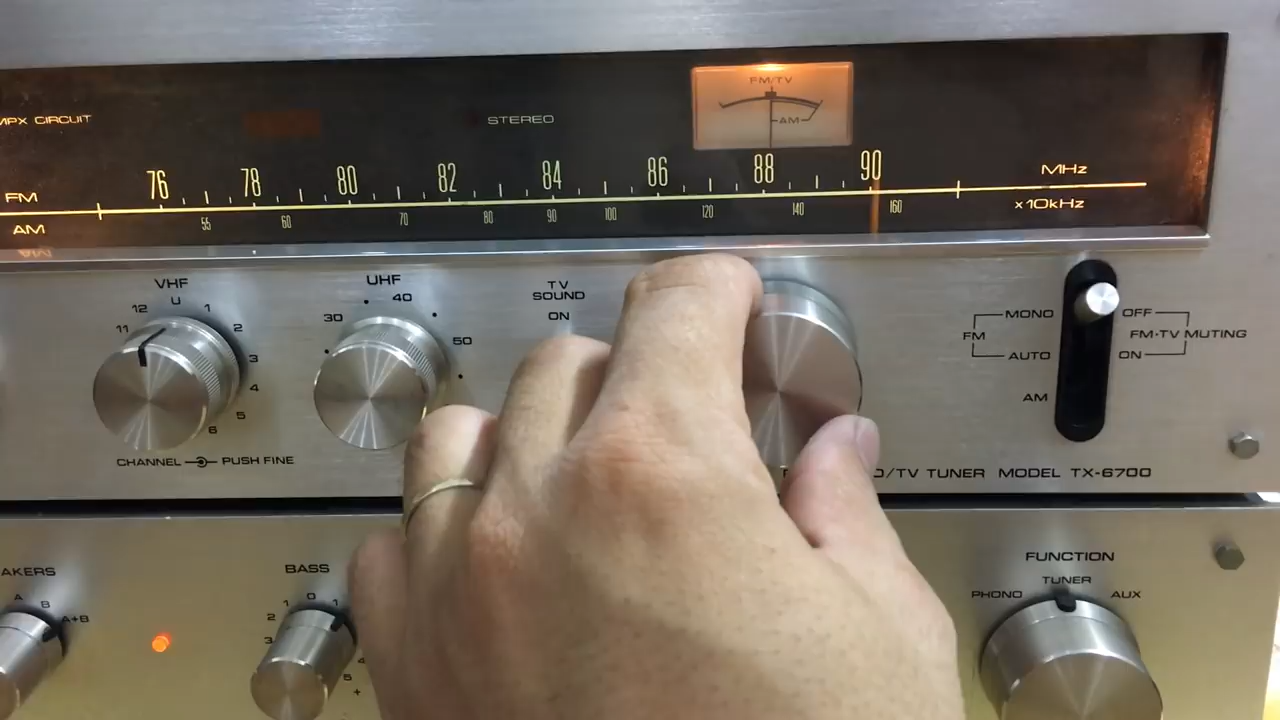 MPX CIRCUIT
STEREO
FM/TV
AM
76 78 80 82 84 86 88 90 MHz
FM
AM
55 60 70 80 90 100 120 140 160 x10kHz
VHF
U 1 2 3 4 5 6 11 12
CHANNEL PUSH FINE
UHF
30 40 50
TV
SOUND
ON
MONO
FM
AUTO
AM
OFF
FM·TV MUTING
ON
/TV TUNER MODEL TX-6700
AKERS
A B A+B
BASS
3 2 1 0 1 4 5 +
FUNCTION
TUNER
PHONO AUX